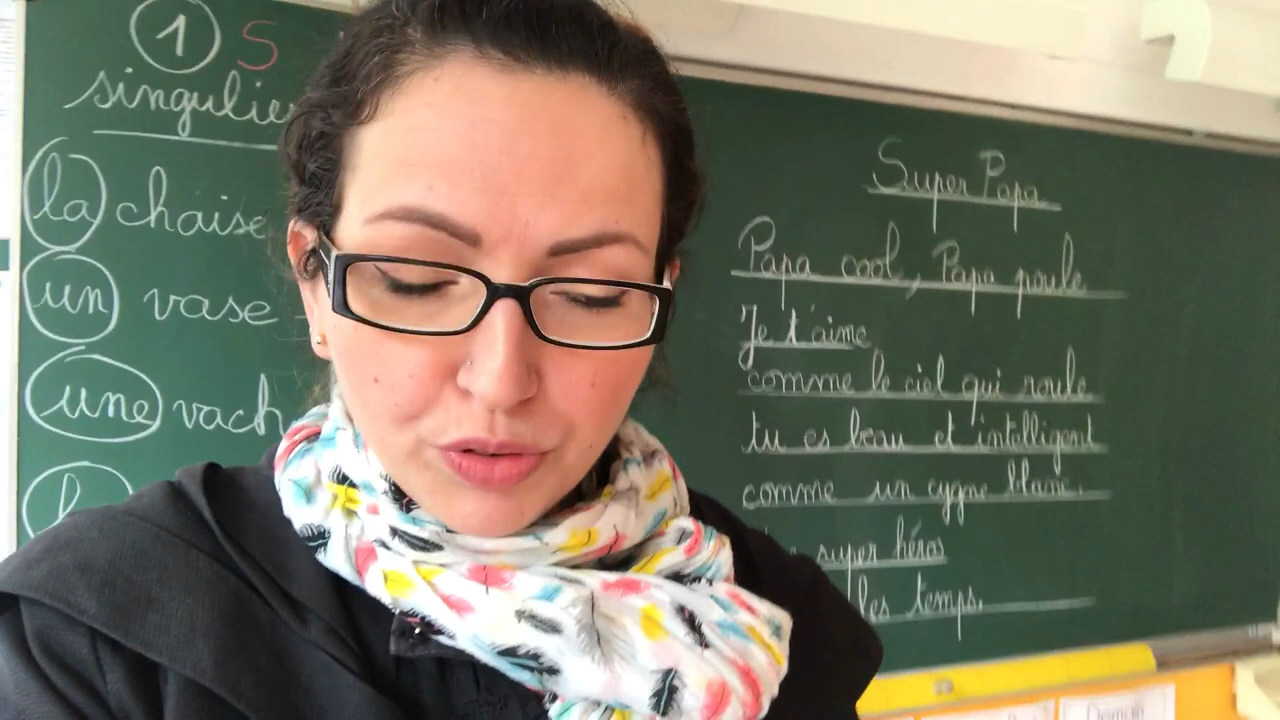 1 S
singulie
la chaise
un vase
une vach
l
Super Papa
Papa cool, Papa poule
Je t'aime
comme le ciel qui roule
tu es beau et intelligent
comme un cygne blanc.
super héros
les temps.
Demain